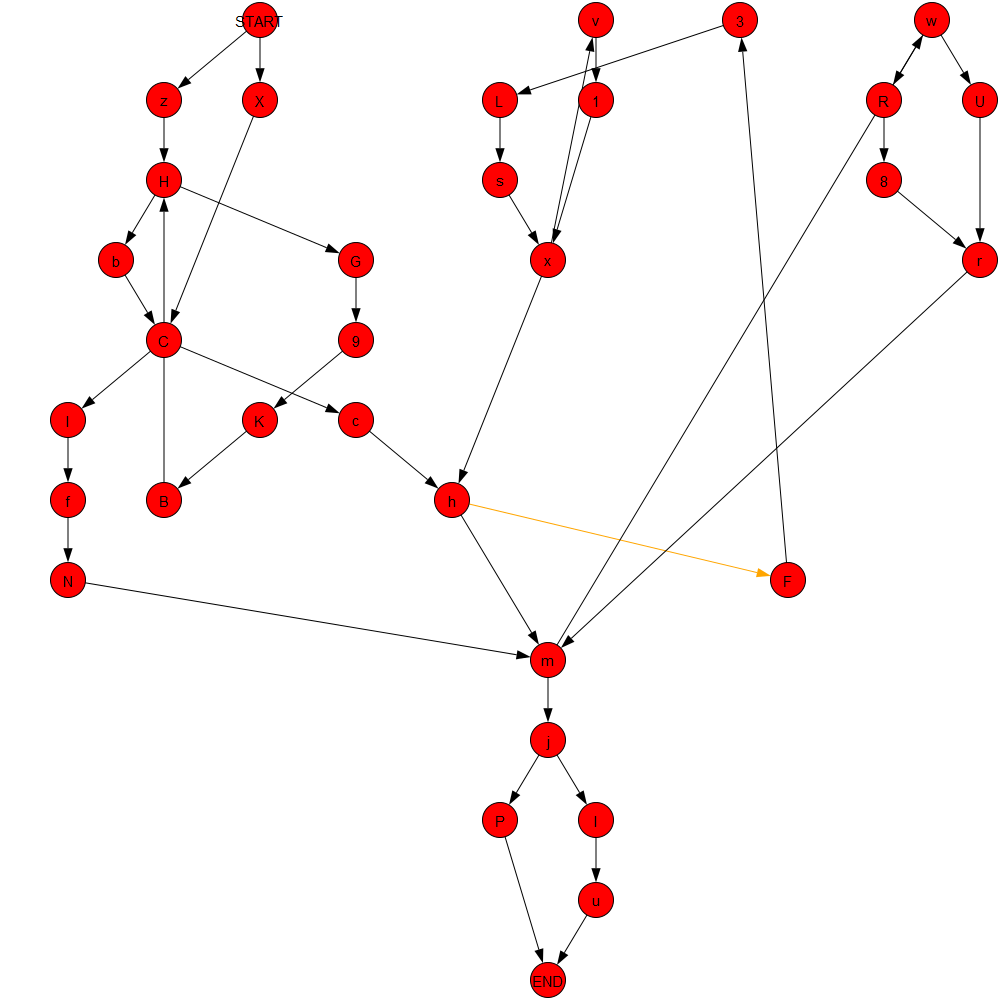 START v 3 w
z X L 1 R U
H s 8
b G x r
C 9
l K c
f B h
N F
m
j
P l
u
END